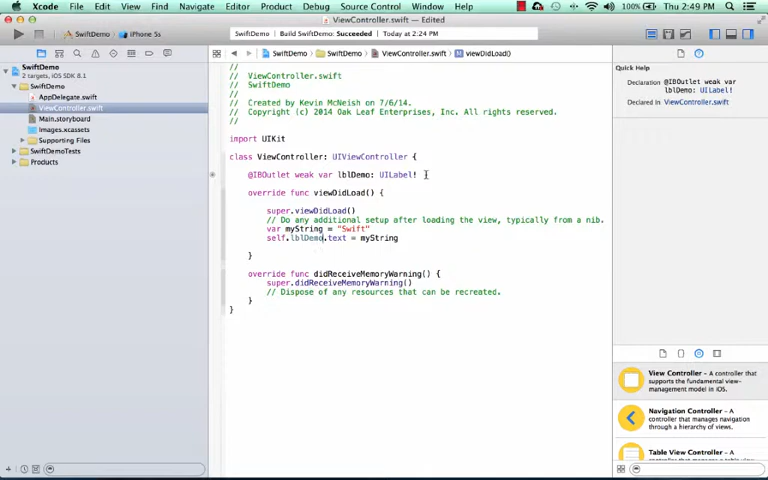 Xcode File Edit View Find Navigate Editor Product Debug Source Control Window Help 100% Thu 2:49 PM
ViewController.swift — Edited
SwiftDemo iPhone 5s
SwiftDemo Build SwiftDemo: Succeeded Today at 2:24 PM
SwiftDemo SwiftDemo ViewController.swift viewDidLoad()
SwiftDemo
2 targets, iOS SDK 8.1
SwiftDemo
AppDelegate.swift
ViewController.swift
Main.storyboard
Images.xcassets
Supporting Files
SwiftDemoTests
Products
//
// ViewController.swift
// SwiftDemo
//
// Created by Kevin McNeish on 7/6/14.
// Copyright (c) 2014 Oak Leaf Enterprises, Inc. All rights reserved.
//
import UIKit
class ViewController: UIViewController {
@IBOutlet weak var lblDemo: UILabel!
override func viewDidLoad() {
super.viewDidLoad()
// Do any additional setup after loading the view, typically from a nib.
var myString = "Swift"
self.lblDemo.text = myString
}
override func didReceiveMemoryWarning() {
super.didReceiveMemoryWarning()
// Dispose of any resources that can be recreated.
}
}
Quick Help
Declaration @IBOutlet weak var
lblDemo: UILabel!
Declared in ViewController.swift
View Controller – A
controller that supports the
fundamental view-
management model in iOS.
Navigation Controller – A
controller that manages
navigation through a
hierarchy of views.
Table View Controller – A